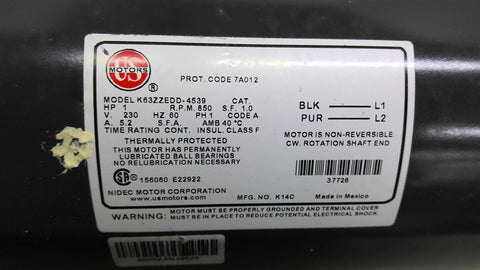 US
MOTORS
®
PROT. CODE 7A012
MODEL K63ZZEDD-4539 CAT.
HP 1 R.P.M. 850 S.F. 1.0
V. 230 HZ 60 PH 1 CODE A
A. 5.2 S.F.A. AMB 40 °C
TIME RATING CONT. INSUL. CLASS F
THERMALLY PROTECTED
THIS MOTOR HAS PERMANENTLY
LUBRICATED BALL BEARINGS
NO RELUBRICATION NECESSARY
BLK L1
PUR L2
MOTOR IS NON-REVERSIBLE
CW. ROTATION SHAFT END
156060 E22922
37726
NIDEC MOTOR CORPORATION
www.usmotors.com
MFG. NO. K14C
Made in Mexico
WARNING: MOTOR MUST BE PROPERLY GROUNDED AND TERMINAL COVER
MUST BE IN PLACE TO REDUCE POTENTIAL ELECTRICAL SHOCK.